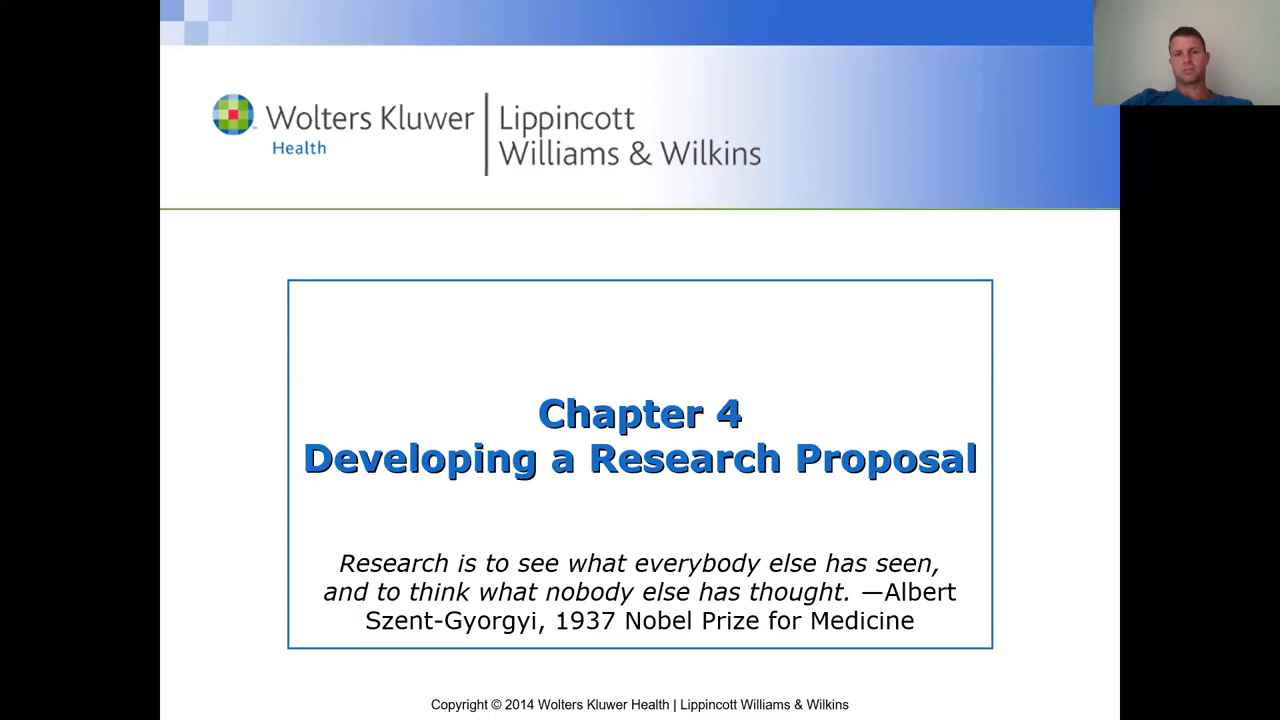 Wolters Kluwer
Health
Lippincott
Williams & Wilkins
Chapter 4
Developing a Research Proposal
Research is to see what everybody else has seen,
and to think what nobody else has thought. —Albert
Szent-Gyorgyi, 1937 Nobel Prize for Medicine
Copyright © 2014 Wolters Kluwer Health | Lippincott Williams & Wilkins